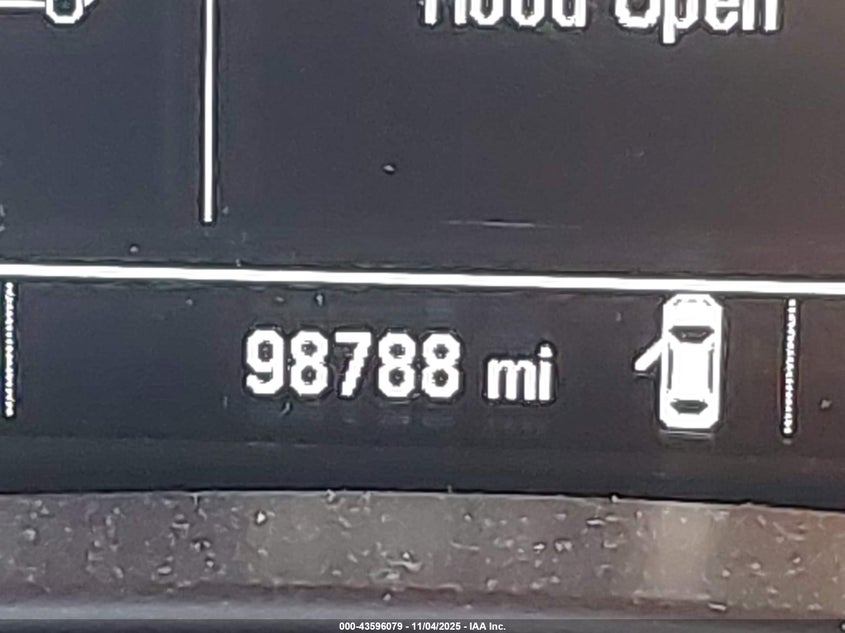 Hood Open
98788 mi
000-43596079 - 11/04/2025 - IAA Inc.